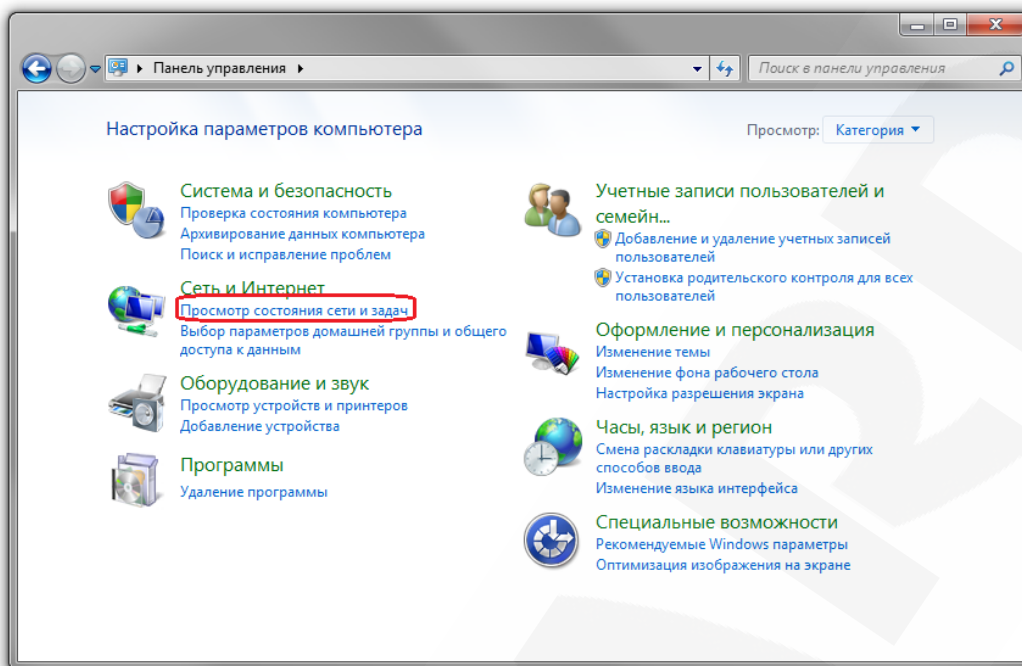 Панель управления
Поиск в панели управления
Настройка параметров компьютера
Просмотр: Категория
Система и безопасность
Проверка состояния компьютера
Архивирование данных компьютера
Поиск и исправление проблем
Сеть и Интернет
Просмотр состояния сети и задач
Выбор параметров домашней группы и общего
доступа к данным
Оборудование и звук
Просмотр устройств и принтеров
Добавление устройства
Программы
Удаление программы
Учетные записи пользователей и
семейн...
Добавление и удаление учетных записей
пользователей
Установка родительского контроля для всех
пользователей
Оформление и персонализация
Изменение темы
Изменение фона рабочего стола
Настройка разрешения экрана
Часы, язык и регион
Смена раскладки клавиатуры или других
способов ввода
Изменение языка интерфейса
Специальные возможности
Рекомендуемые Windows параметры
Оптимизация изображения на экране